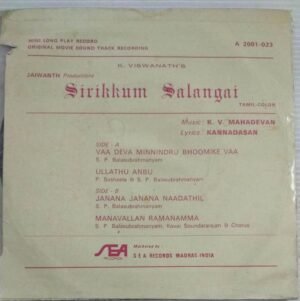 MINI LONG PLAY RECORD
ORIGINAL MOVIE SOUND TRACK RECORDING
A 2001-023
K. VISWANATH'S
JAIWANTH Productions
Sirikkum Salangai
TAMIL-COLOR
Music: K. V. MAHADEVAN
Lyrics: KANNADASAN
SIDE - A
VAA DEVA MINNINDRU BHOOMIKE VAA
S. P. Balasubrahmanyam
ULLATHU ANBU
P. Susheela & S. P. Balasubrahmanyam
SIDE - B
JANANA JANANA NAADATHIL
S. P. Balasubrahmanyam
MANAVALLAN RAMANAMMA
S. P. Balasubrahmanyam, Kovai Soundararajan & Chorus
SEA
RECORDS
Marketed by :
S E A RECORDS MADRAS-INDIA